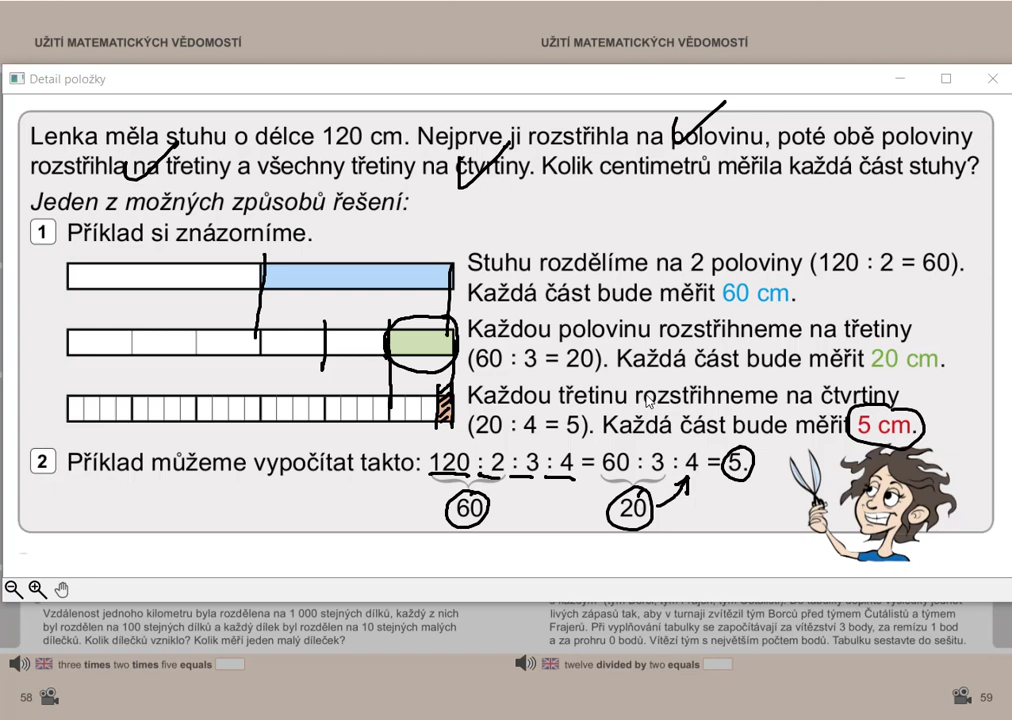 UŽITÍ MATEMATICKÝCH VĚDOMOSTÍ
UŽITÍ MATEMATICKÝCH VĚDOMOSTÍ
Detail položky
Lenka měla stuhu o délce 120 cm. Nejprve ji rozstřihla na polovinu, poté obě poloviny
rozstřihla na třetiny a všechny třetiny na čtvrtiny. Kolik centimetrů měřila každá část stuhy?
Jeden z možných způsobů řešení:
1 Příklad si znázorníme.
Stuhu rozdělíme na 2 poloviny (120 : 2 = 60).
Každá část bude měřit 60 cm.
Každou polovinu rozstřihneme na třetiny
(60 : 3 = 20). Každá část bude měřit 20 cm.
Každou třetinu rozstřihneme na čtvrtiny
(20 : 4 = 5). Každá část bude měřit 5 cm.
2 Příklad můžeme vypočítat takto: 120 : 2 : 3 : 4 = 60 : 3 : 4 = 5.
60 20
Vzdálenost jednoho kilometru byla rozdělena na 1 000 stejných dílků, každý z nich
byl rozdělen na 100 stejných dílků a každý dílek byl rozdělen na 10 stejných malých
dílečků. Kolik dílečků vzniklo? Kolik měří jeden malý díleček?
livých zápasů tak, aby v turnaji zvítězil tým Borců před týmem Čutálistů a týmem
Frajerů. Při vyplňování tabulky se započítávají za vítězství 3 body, za remízu 1 bod
a za prohru 0 bodů. Vítězí tým s největším počtem bodů. Tabulku sestavte do sešitu.
three times two times five equals
twelve divided by two equals
58
59